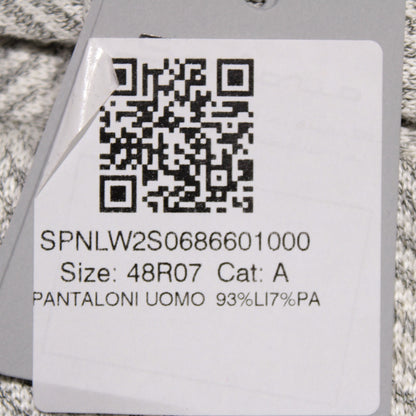 SPNLW2S0686601000
Size: 48R07 Cat: A
PANTALONI UOMO 93%LI7%PA